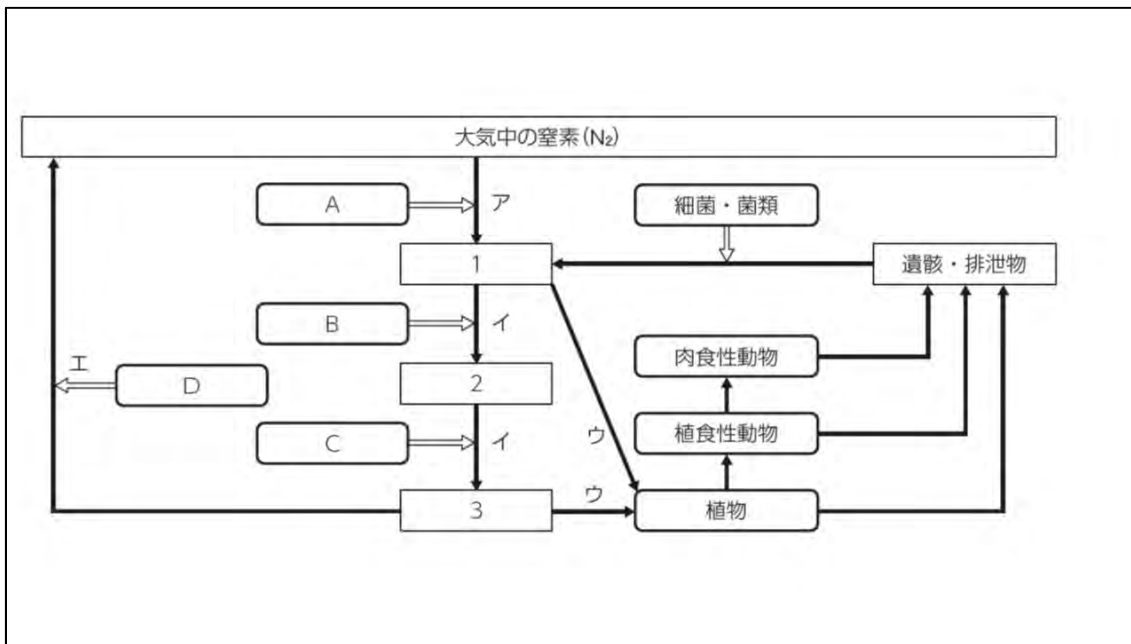 大気中の窒素(N₂)
A
ア
細菌・菌類
1
遺骸・排泄物
B
イ
肉食性動物
エ
D
2
C
イ
ウ
植食性動物
3
ウ
植物